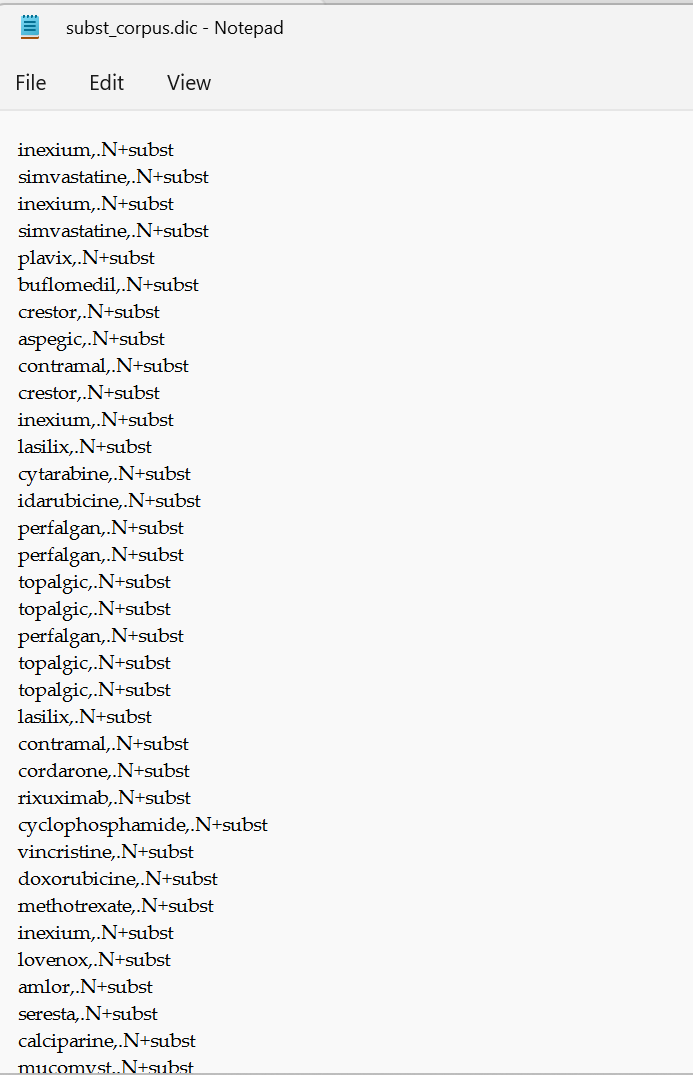 subst_corpus.dic - Notepad
File Edit View
inexium,.N+subst
simvastatine,.N+subst
inexium,.N+subst
simvastatine,.N+subst
plavix,.N+subst
buflomedil,.N+subst
crestor,.N+subst
aspegic,.N+subst
contramal,.N+subst
crestor,.N+subst
inexium,.N+subst
lasilix,.N+subst
cytarabine,.N+subst
idarubicine,.N+subst
perfalgan,.N+subst
perfalgan,.N+subst
topalgic,.N+subst
topalgic,.N+subst
perfalgan,.N+subst
topalgic,.N+subst
topalgic,.N+subst
lasilix,.N+subst
contramal,.N+subst
cordarone,.N+subst
rixuximab,.N+subst
cyclophosphamide,.N+subst
vincristine,.N+subst
doxorubicine,.N+subst
methotrexate,.N+subst
inexium,.N+subst
lovenox,.N+subst
amlor,.N+subst
seresta,.N+subst
calciparine,.N+subst
mucomyst,.N+subst